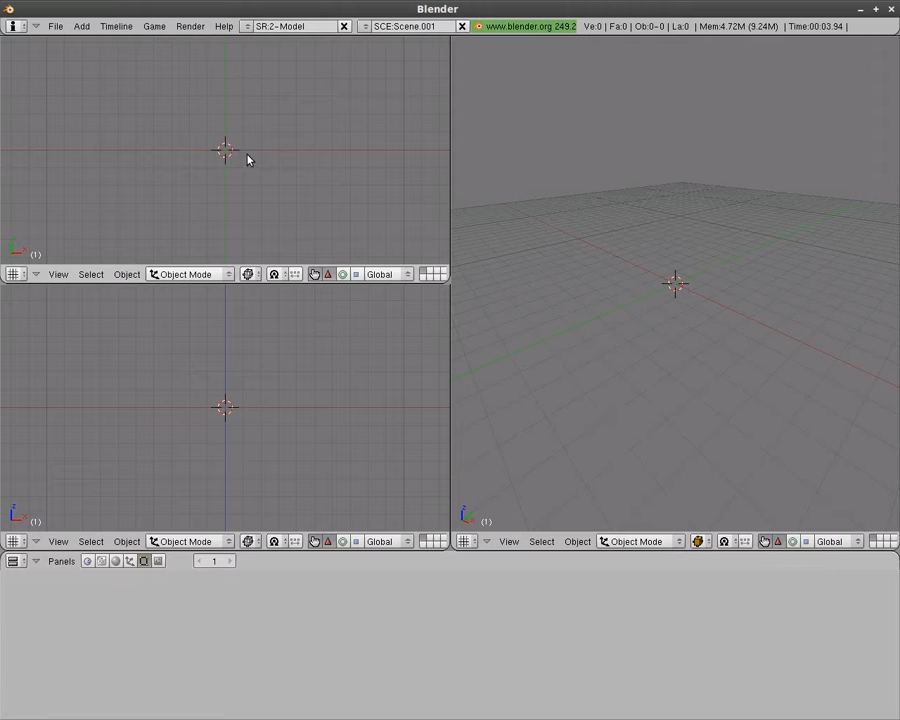 Blender
File Add Timeline Game Render Help SR:2-Model SCE:Scene.001 www.blender.org 249.2 Ve:0 | Fa:0 | Ob:0-0 | La:0 | Mem:4.72M (9.24M) | Time:00:03.94 |
(1)
View Select Object Object Mode Global
z
(1)
View Select Object Object Mode Global
z
(1)
View Select Object Object Mode Global
Panels 1